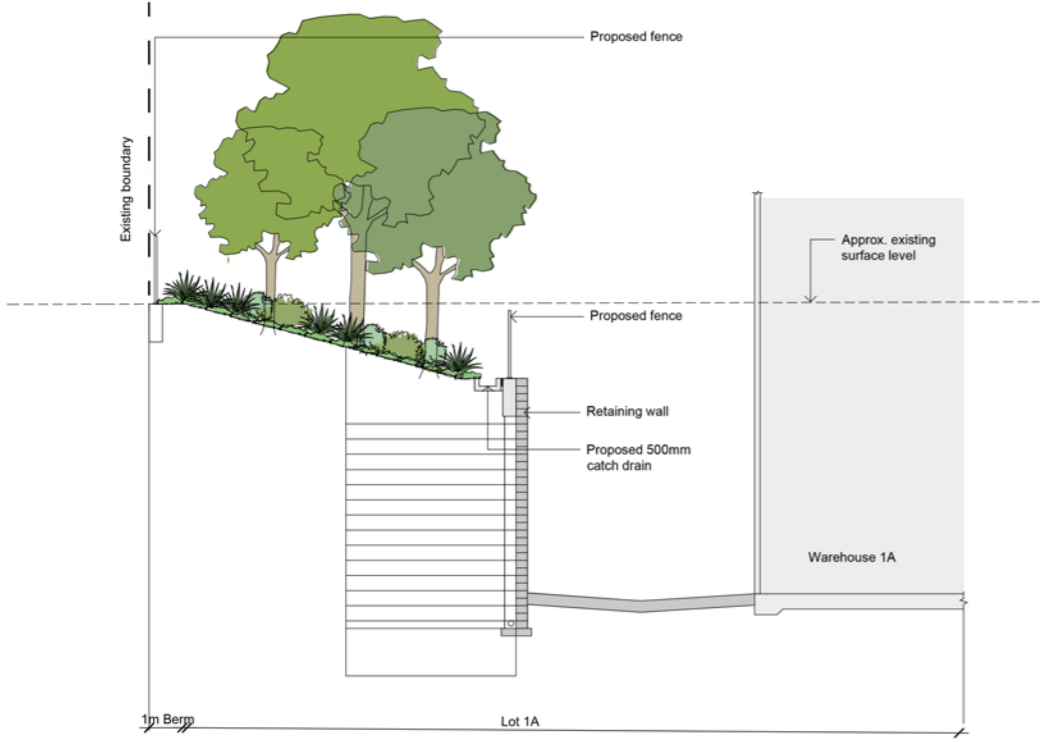 Proposed fence
Existing boundary
Approx. existing
surface level
Proposed fence
Retaining wall
Proposed 500mm
catch drain
Warehouse 1A
1m Berm
Lot 1A